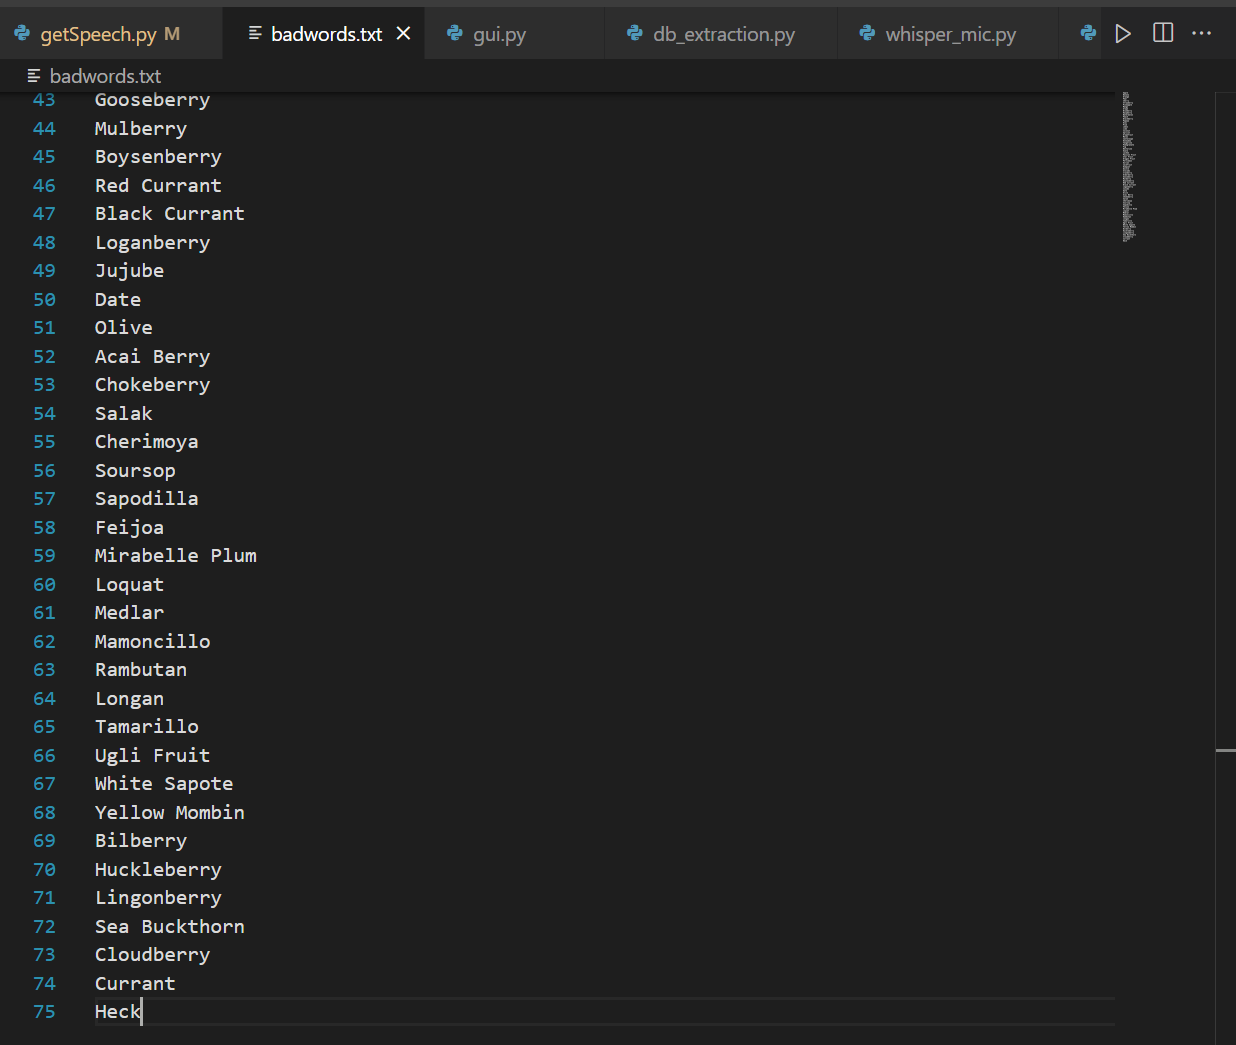 getSpeech.py M badwords.txt gui.py db_extraction.py whisper_mic.py
badwords.txt
43 Gooseberry
44 Mulberry
45 Boysenberry
46 Red Currant
47 Black Currant
48 Loganberry
49 Jujube
50 Date
51 Olive
52 Acai Berry
53 Chokeberry
54 Salak
55 Cherimoya
56 Soursop
57 Sapodilla
58 Feijoa
59 Mirabelle Plum
60 Loquat
61 Medlar
62 Mamoncillo
63 Rambutan
64 Longan
65 Tamarillo
66 Ugli Fruit
67 White Sapote
68 Yellow Mombin
69 Bilberry
70 Huckleberry
71 Lingonberry
72 Sea Buckthorn
73 Cloudberry
74 Currant
75 Heck